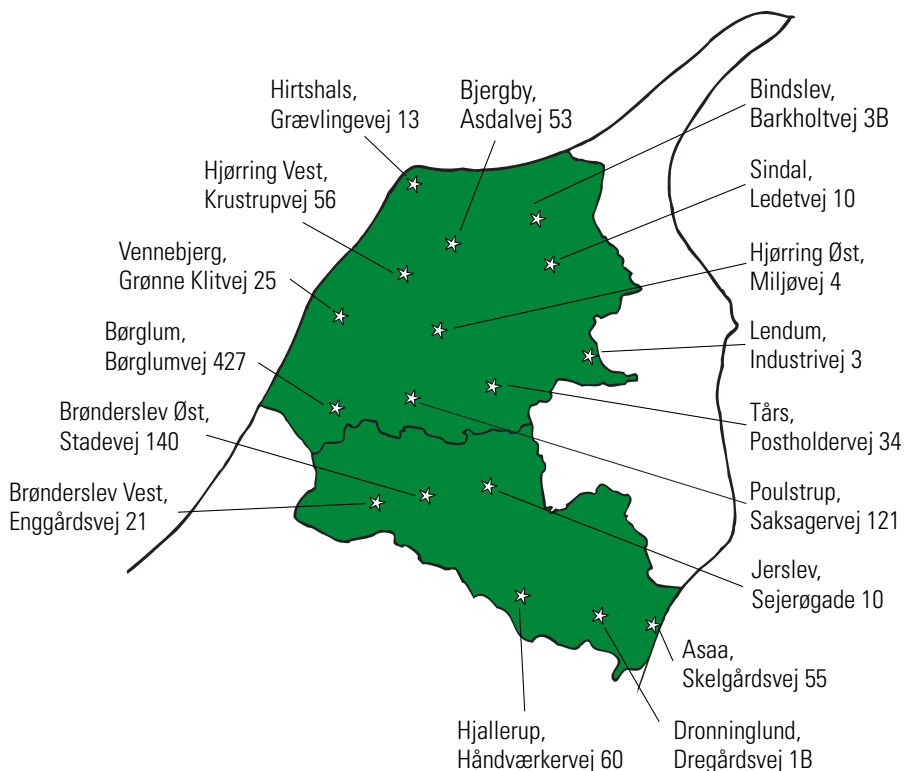 Hirtshals,
Grævlingevej 13
Bjergby,
Asdalvej 53
Bindslev,
Barkholtvej 3B
Hjørring Vest,
Krustrupvej 56
Sindal,
Ledetvej 10
Vennebjerg,
Grønne Klitvej 25
Hjørring Øst,
Miljøvej 4
Børglum,
Børglumvej 427
Lendum,
Industrivej 3
Brønderslev Øst,
Stadevej 140
Tårs,
Postholdervej 34
Brønderslev Vest,
Enggårdsvej 21
Poulstrup,
Saksagervej 121
Jerslev,
Sejerøgade 10
Asaa,
Skelgårdsvej 55
Hjallerup,
Håndværkervej 60
Dronninglund,
Dregårdsvej 1B